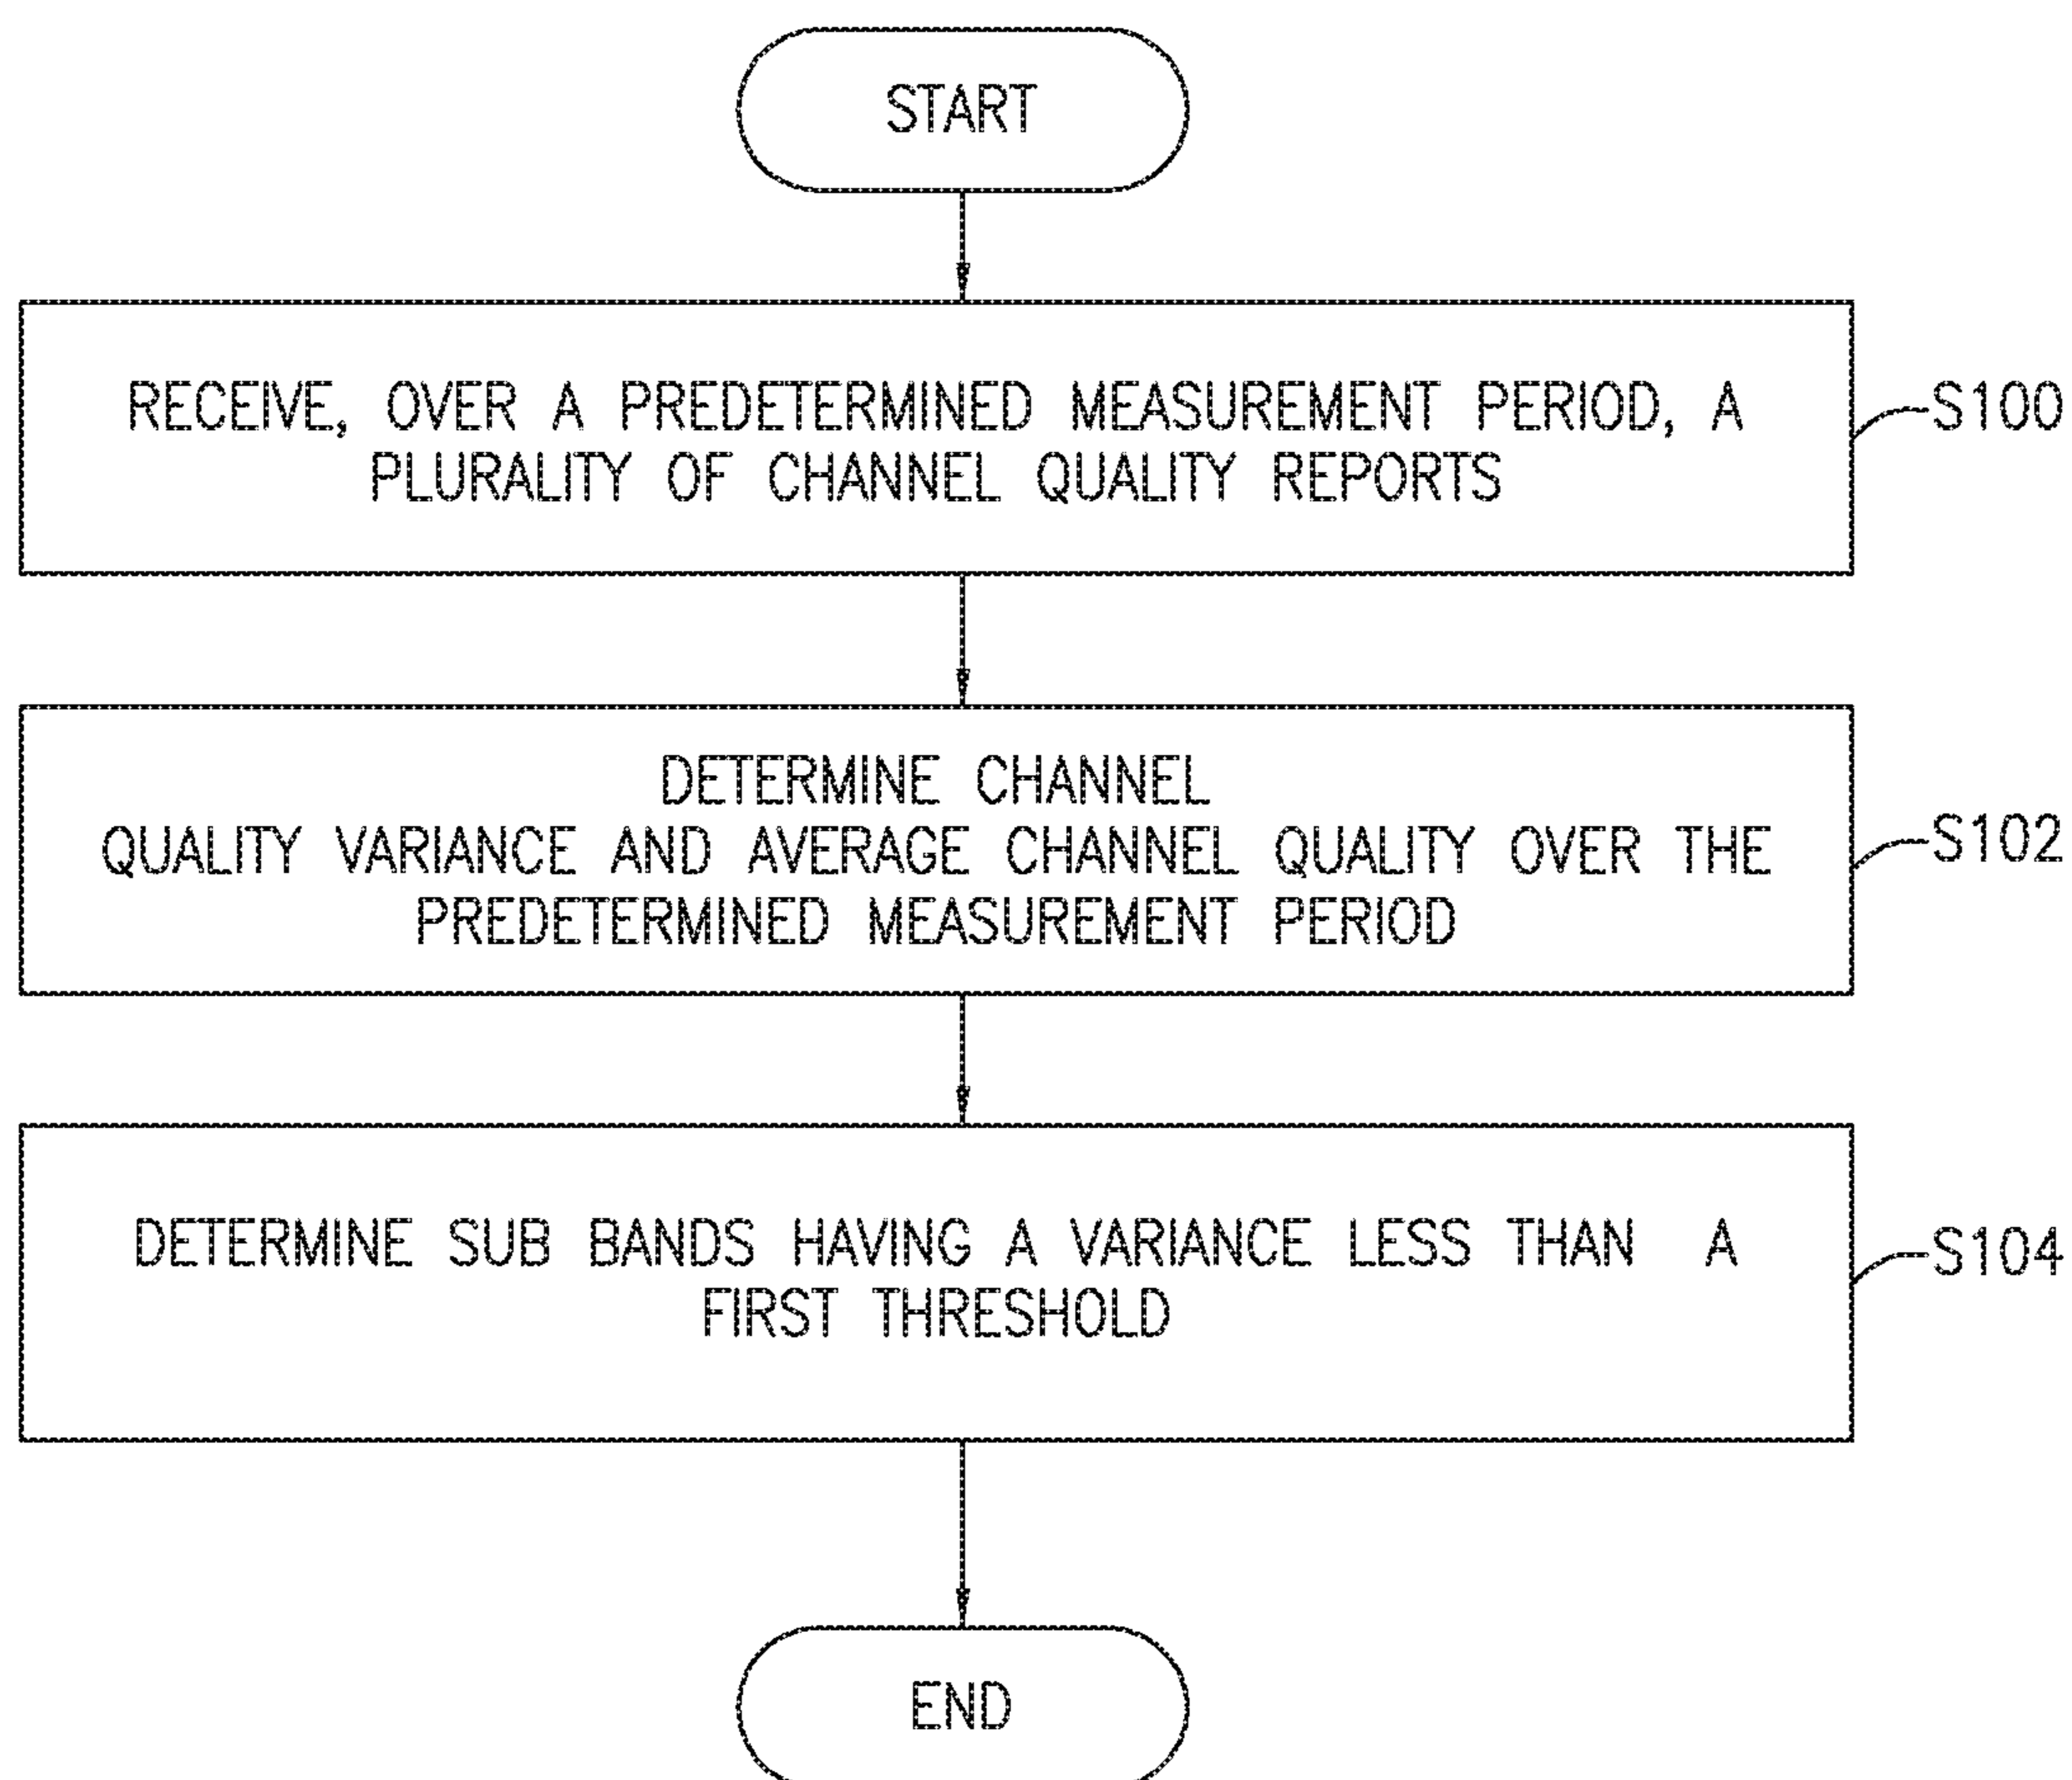 START
RECEIVE, OVER A PREDETERMINED MEASUREMENT PERIOD, A
PLURALITY OF CHANNEL QUALITY REPORTS
S100
DETERMINE CHANNEL
QUALITY VARIANCE AND AVERAGE CHANNEL QUALITY OVER THE
PREDETERMINED MEASUREMENT PERIOD
S102
DETERMINE SUB BANDS HAVING A VARIANCE LESS THAN A
FIRST THRESHOLD
S104
END